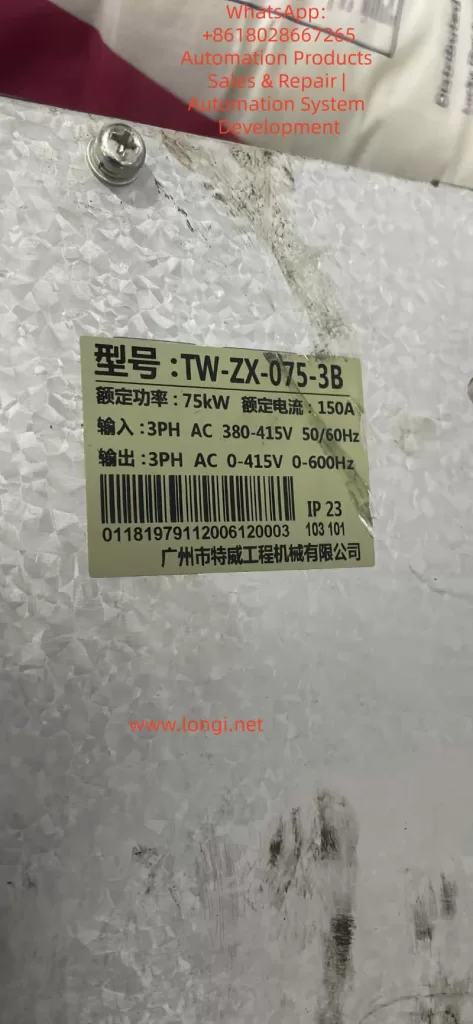 WhatsApp:
+8618028667265
Automation Products
Sales & Repair|
Automation System
Development
型号:TW-ZX-075-3B
额定功率:75kW 额定电流:150A
输入:3PH AC 380-415V 50/60Hz
输出:3PH AC 0-415V 0-600Hz
IP 23
01181979112006120003 103 101
广州市特威工程机械有限公司
www.longi.net